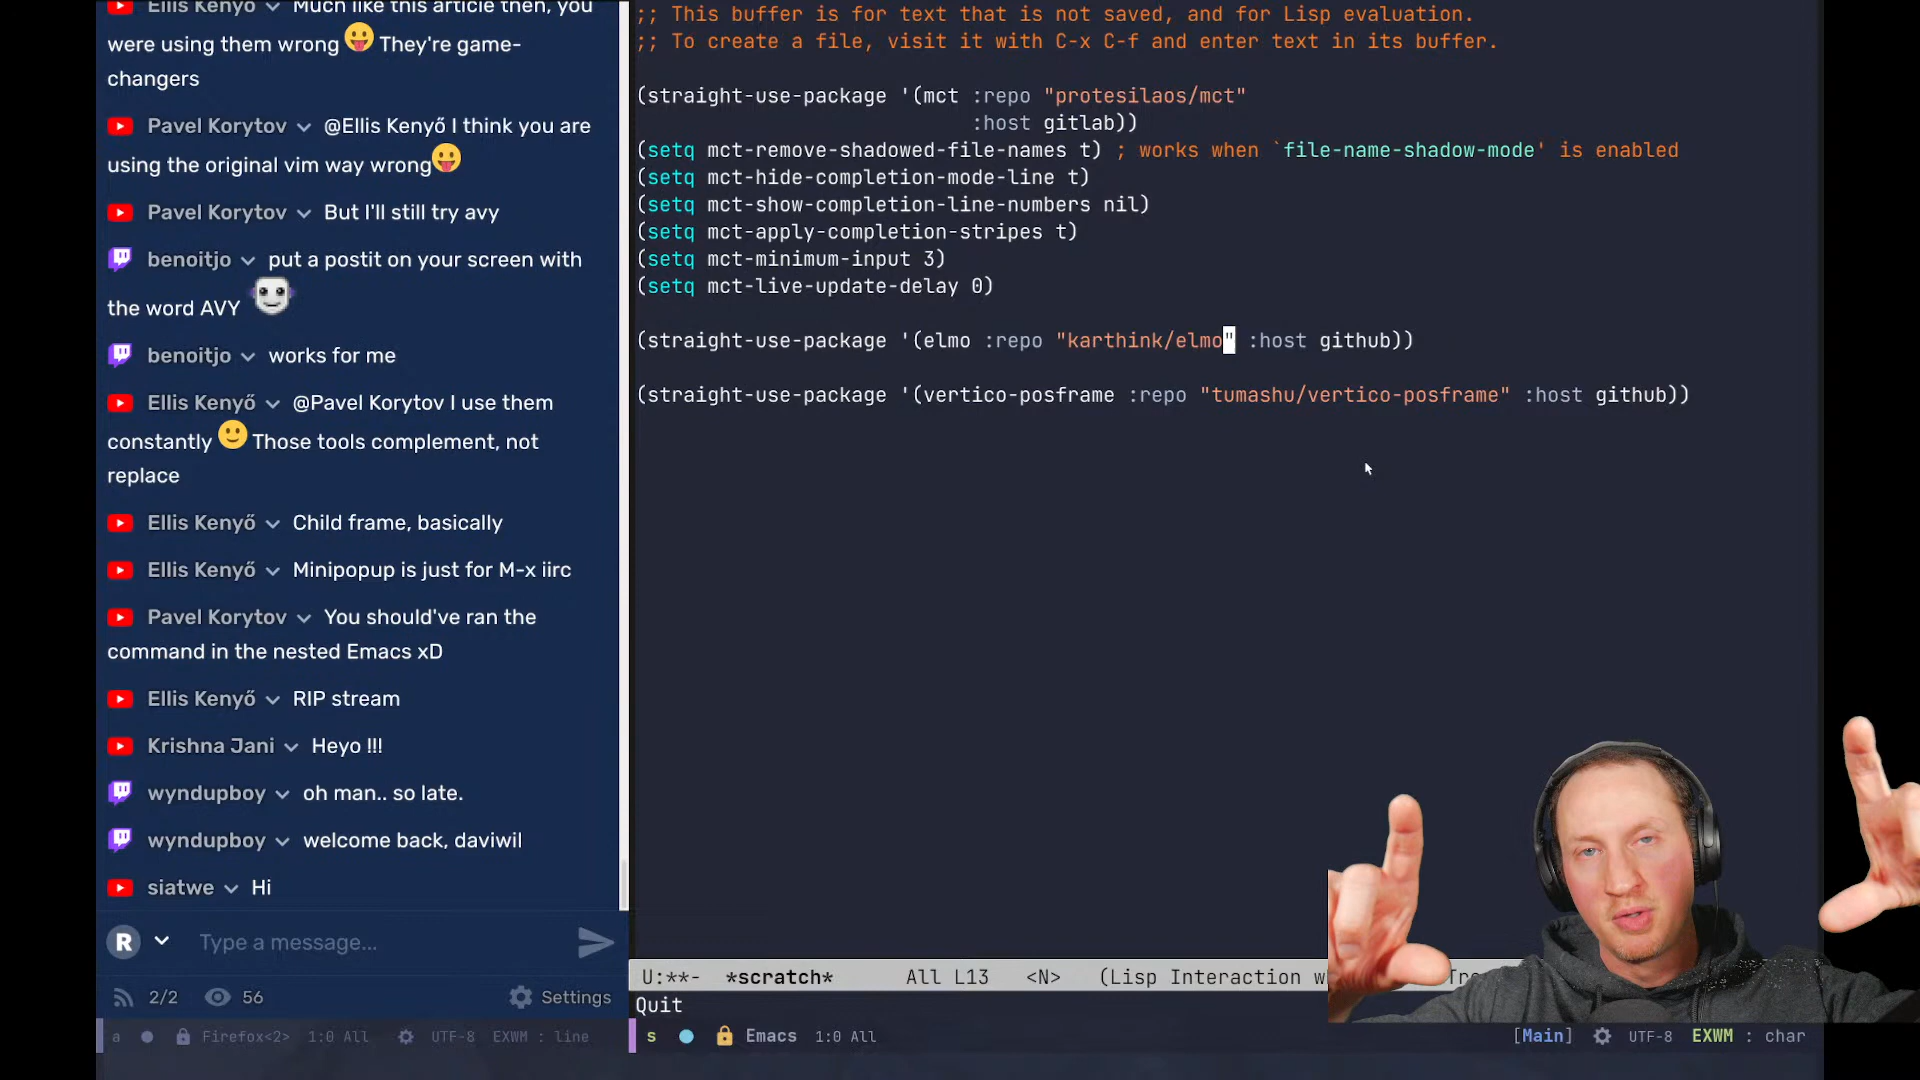 Ellis Kenyő Much like this article then, you
were using them wrong They're game-
changers
Pavel Korytov @Ellis Kenyő I think you are
using the original vim way wrong
Pavel Korytov But I'll still try avy
benoitjo put a postit on your screen with
the word AVY
benoitjo works for me
Ellis Kenyő @Pavel Korytov I use them
constantly Those tools complement, not
replace
Ellis Kenyő Child frame, basically
Ellis Kenyő Minipopup is just for M-x iirc
Pavel Korytov You should've ran the
command in the nested Emacs xD
Ellis Kenyő RIP stream
Krishna Jani Heyo !!!
wyndupboy oh man.. so late.
wyndupboy welcome back, daviwil
siatwe Hi
R Type a message...
2/2 56 Settings
a Firefox<2> 1:0 All UTF-8 EXWM : line
;; This buffer is for text that is not saved, and for Lisp evaluation.
;; To create a file, visit it with C-x C-f and enter text in its buffer.
(straight-use-package '(mct :repo "protesilaos/mct"
:host gitlab))
(setq mct-remove-shadowed-file-names t) ; works when `file-name-shadow-mode' is enabled
(setq mct-hide-completion-mode-line t)
(setq mct-show-completion-line-numbers nil)
(setq mct-apply-completion-stripes t)
(setq mct-minimum-input 3)
(setq mct-live-update-delay 0)
(straight-use-package '(elmo :repo "karthink/elmo" :host github))
(straight-use-package '(vertico-posframe :repo "tumashu/vertico-posframe" :host github))
U:**- *scratch* All L13 <N> (Lisp Interaction
Quit
s Emacs 1:0 All [Main] UTF-8 EXWM : char